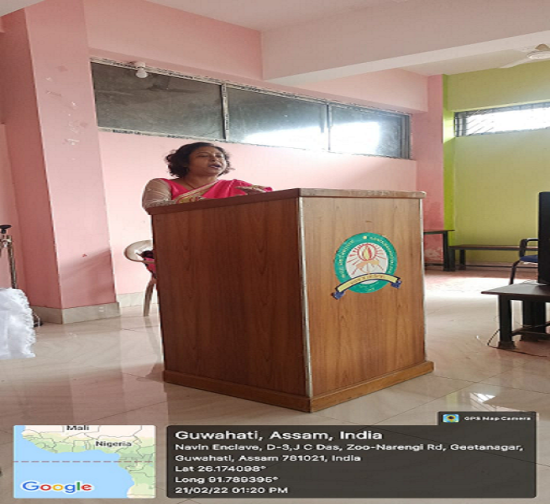 GPS Map Camera
Mali
Nigeria
Google
Guwahati, Assam, India
Navin Enclave, D-3,J C Das, Zoo-Narengi Rd, Geetanagar,
Guwahati, Assam 781021, India
Lat 26.174098°
Long 91.789395°
21/02/22 01:20 PM